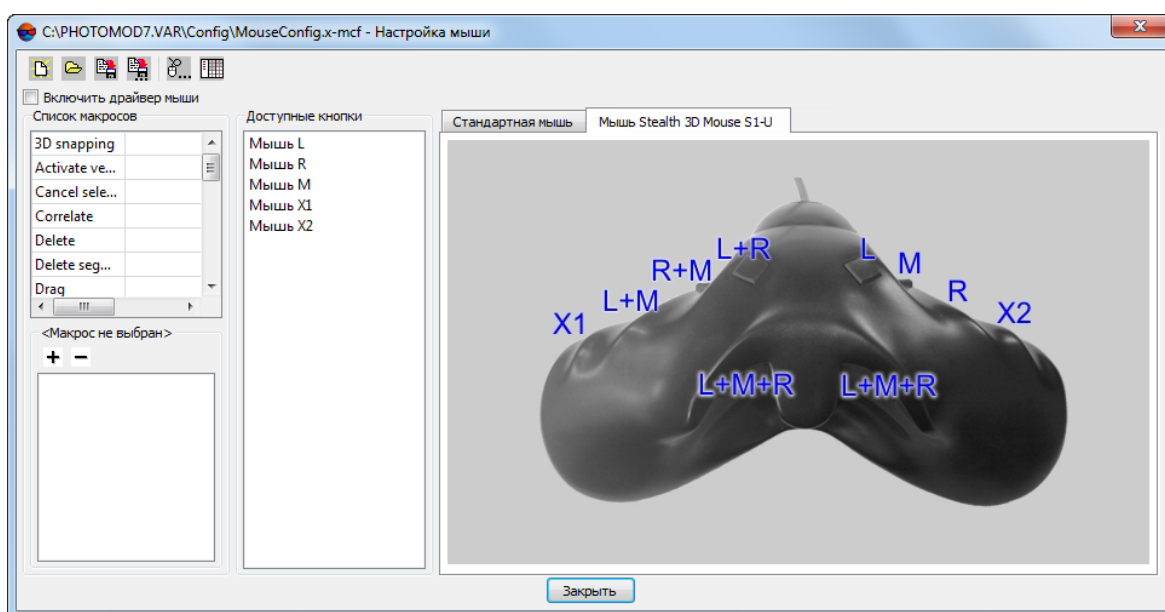 C:\PHOTOMOD7.VAR\Config\MouseConfig.x-mcf - Настройка мыши
Включить драйвер мыши
Список макросов
3D snapping
Activate ve...
Cancel sele...
Correlate
Delete
Delete seg...
Drag
<Макрос не выбран>
Доступные кнопки
Мышь L
Мышь R
Мышь M
Мышь X1
Мышь X2
Стандартная мышь
Мышь Stealth 3D Mouse S1-U
L+R
L
R+M
M
L+M
R
X1
X2
L+M+R
L+M+R
Закрыть